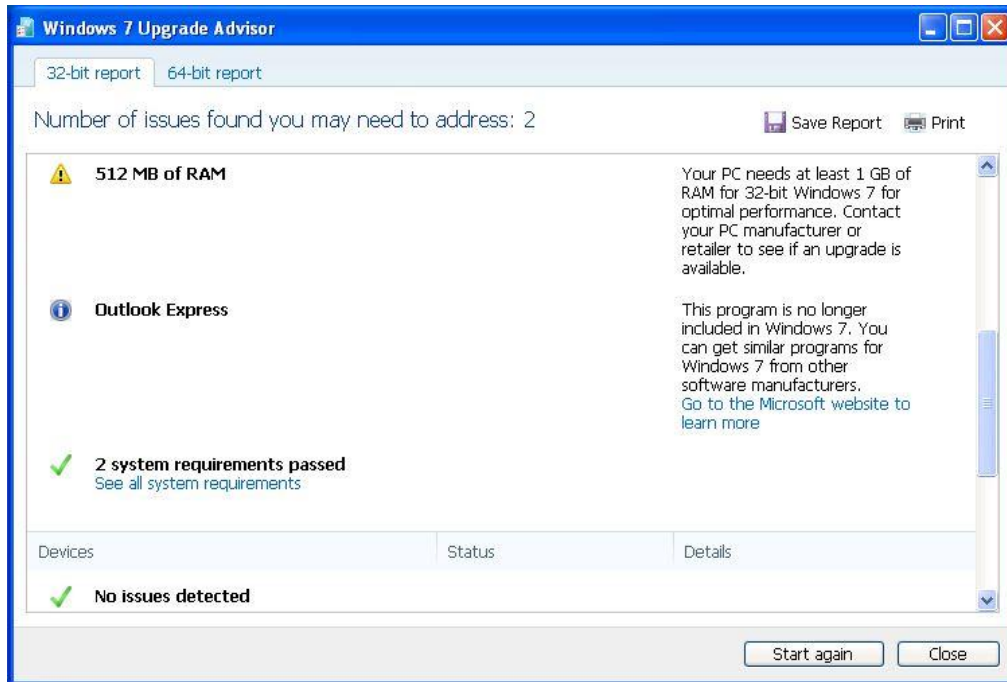 Windows 7 Upgrade Advisor
32-bit report 64-bit report
Number of issues found you may need to address: 2
Save Report Print
512 MB of RAM
Your PC needs at least 1 GB of
RAM for 32-bit Windows 7 for
optimal performance. Contact
your PC manufacturer or
retailer to see if an upgrade is
available.
Outlook Express
This program is no longer
included in Windows 7. You
can get similar programs for
Windows 7 from other
software manufacturers.
Go to the Microsoft website to
learn more
2 system requirements passed
See all system requirements
Devices Status Details
No issues detected
Start again Close